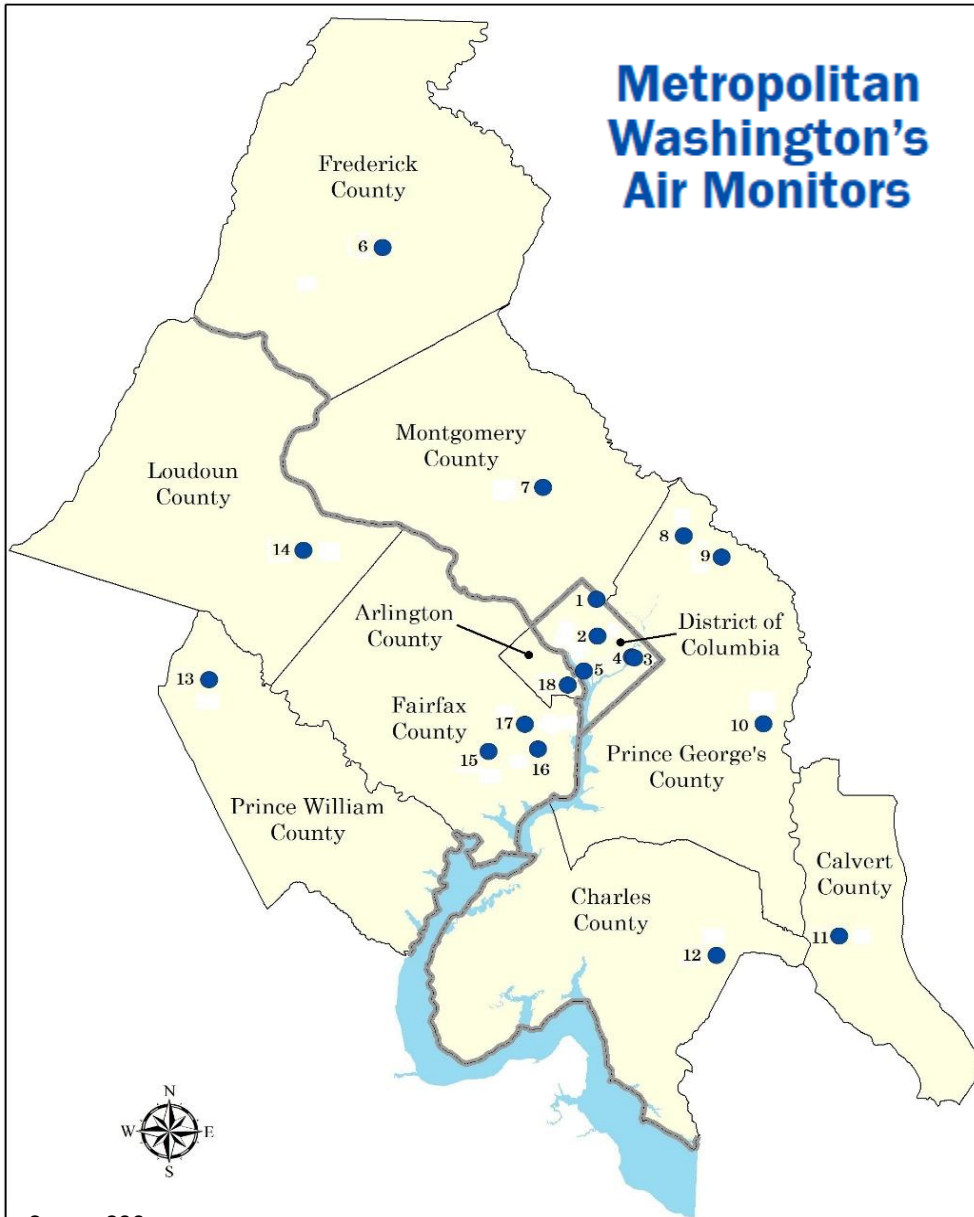 Metropolitan
Washington's
Air Monitors
Frederick
County
6
Montgomery
County
7
Loudoun
County
14
8
9
1
Arlington
County
2
District of
Columbia
4
3
5
18
13
Fairfax
County
17
15
16
10
Prince George's
County
Prince William
County
Calvert
County
Charles
County
11
12
N
W
E
S